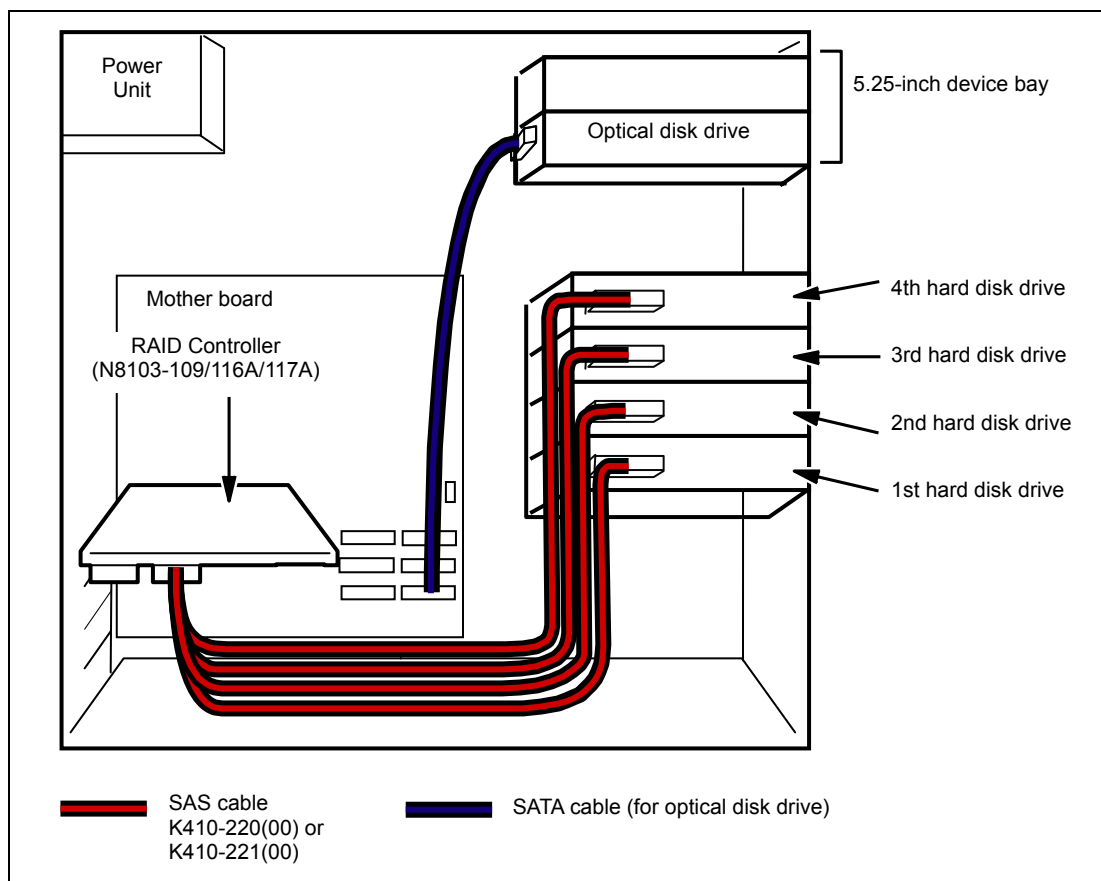 Power
Unit
5.25-inch device bay
Optical disk drive
Mother board
RAID Controller
(N8103-109/116A/117A)
4th hard disk drive
3rd hard disk drive
2nd hard disk drive
1st hard disk drive
SAS cable
K410-220(00) or
K410-221(00)
SATA cable (for optical disk drive)